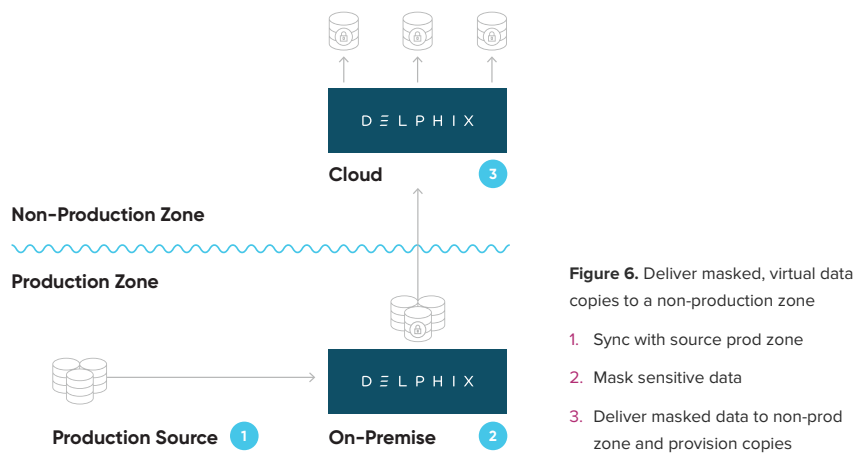 DELPHIX
Cloud 3
Non-Production Zone
Production Zone
DELPHIX
Production Source 1
On-Premise 2
Figure 6. Deliver masked, virtual data
copies to a non-production zone
1. Sync with source prod zone
2. Mask sensitive data
3. Deliver masked data to non-prod
zone and provision copies